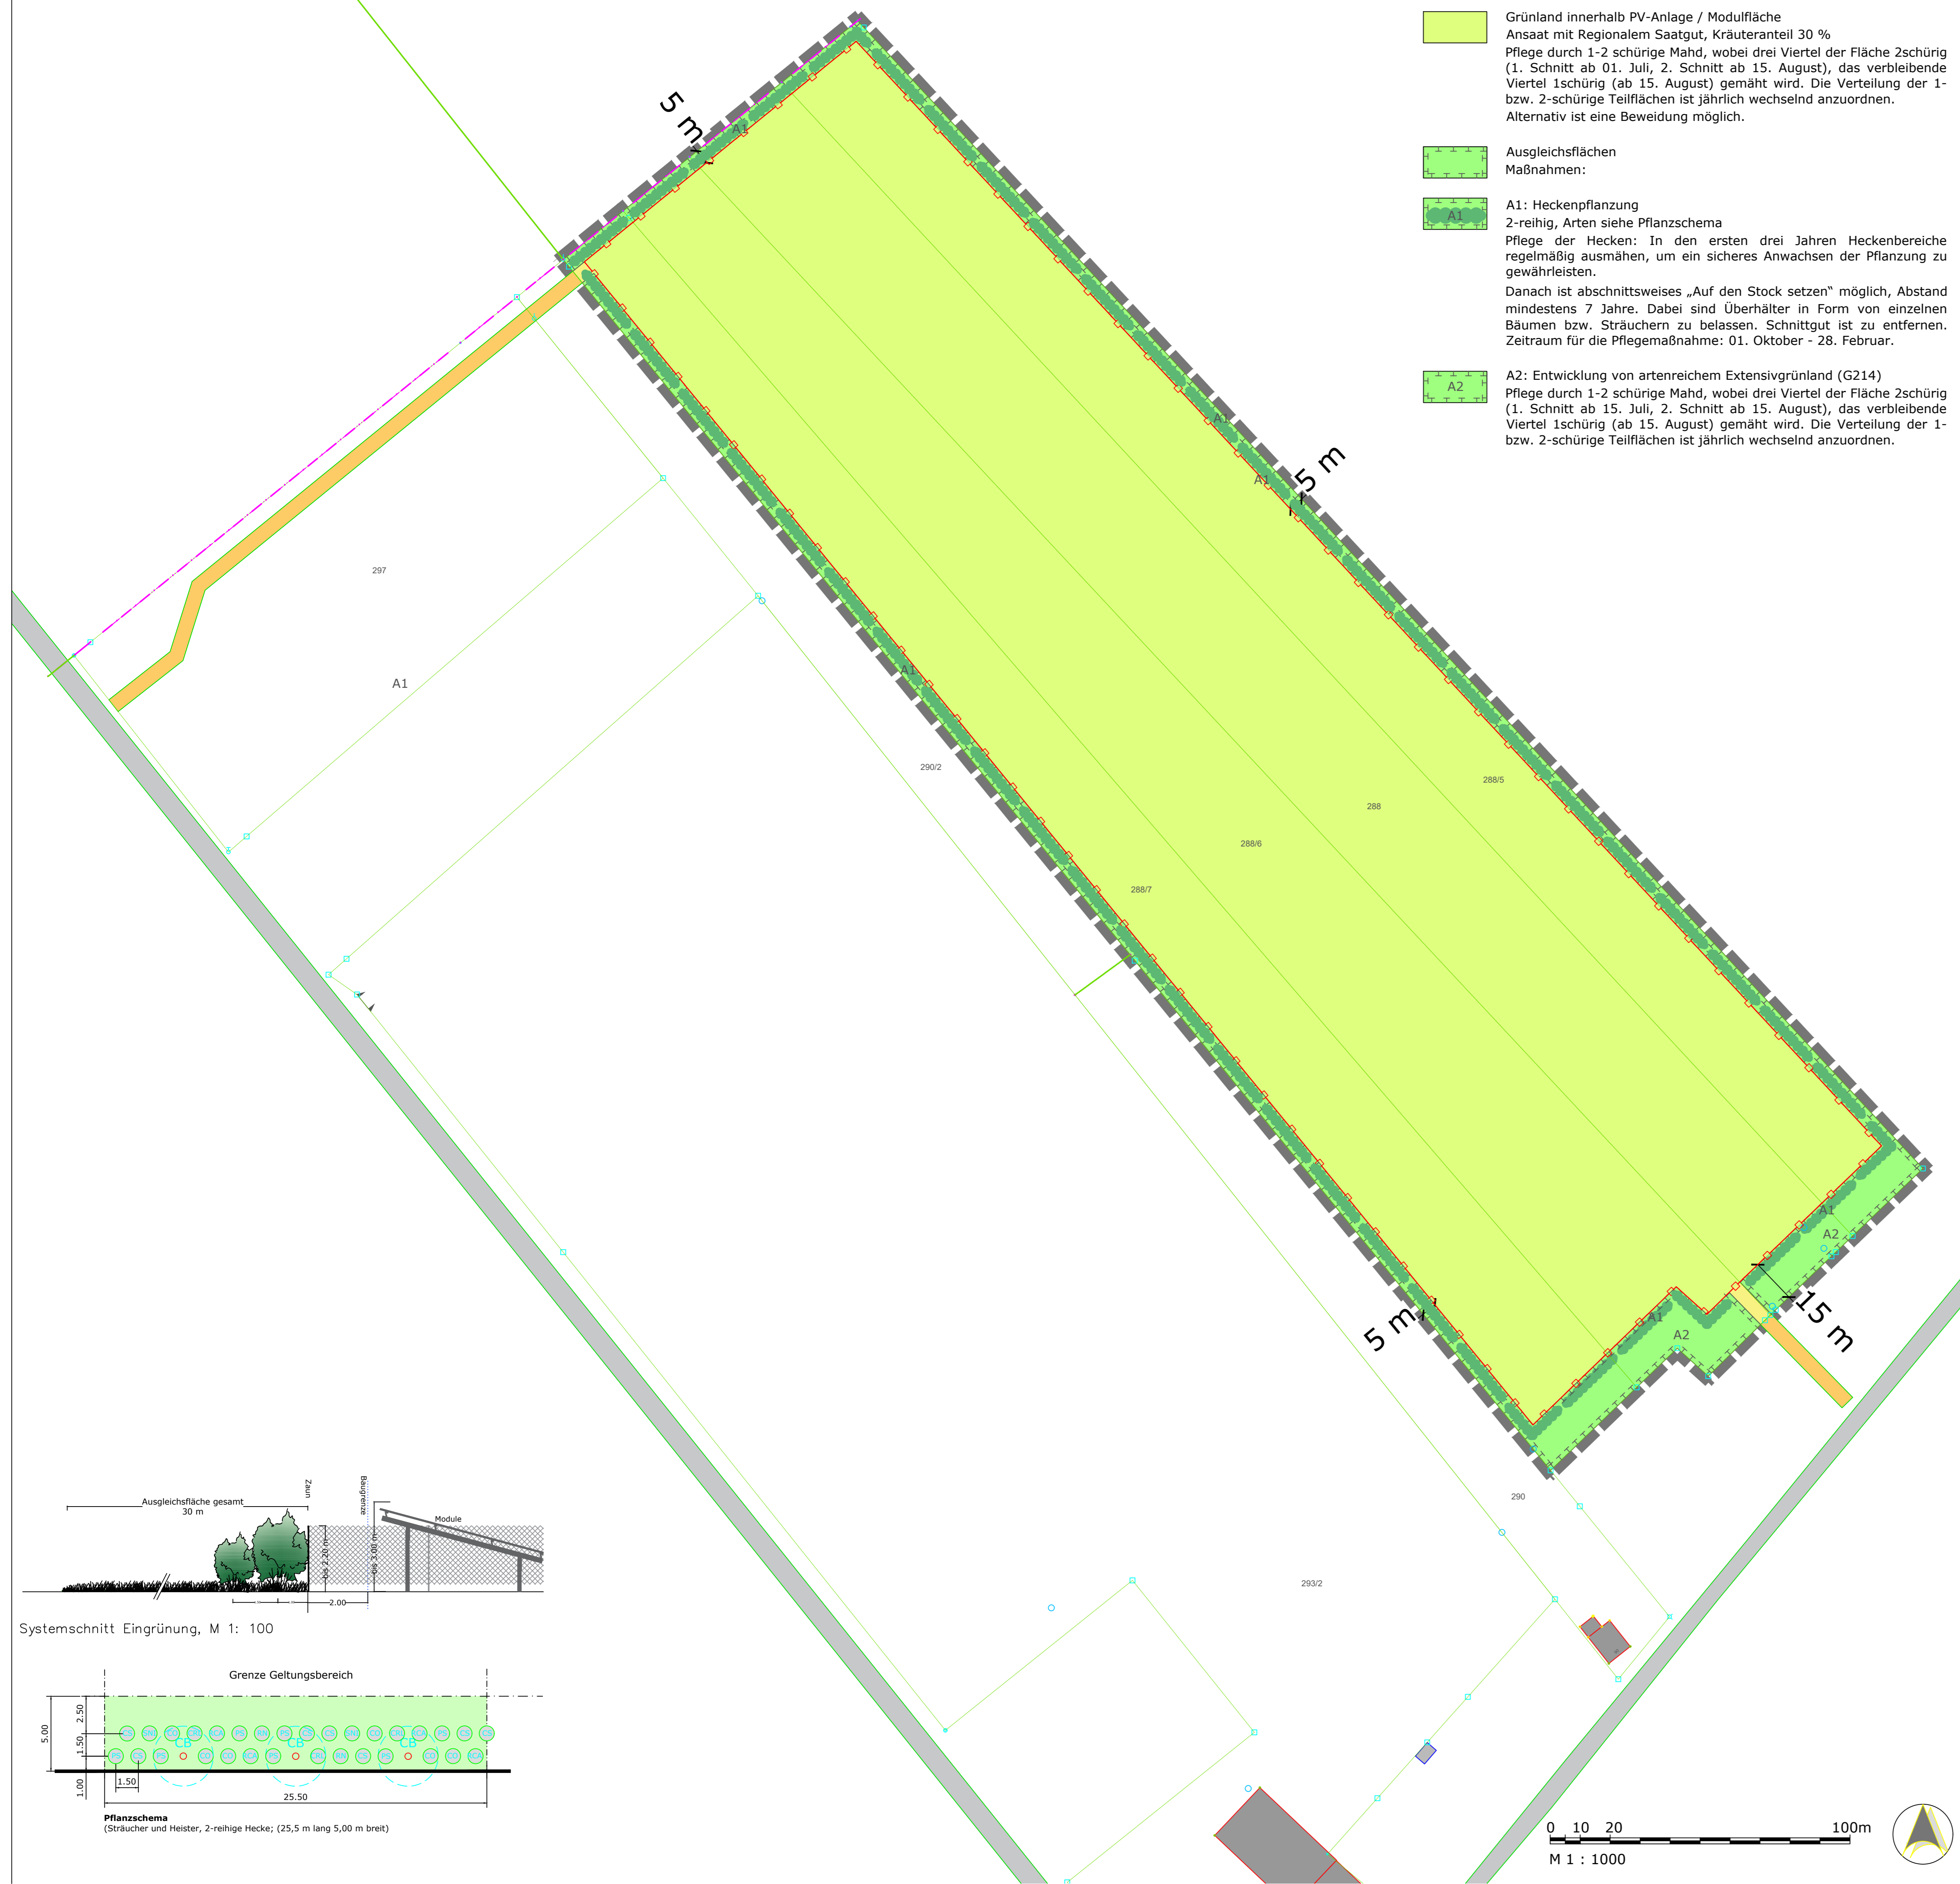 Grünland innerhalb PV-Anlage / Modulfläche
Ansaat mit Regionalem Saatgut, Kräuteranteil 30 %
Pflege durch 1-2 schürige Mahd, wobei drei Viertel der Fläche 2schürig
(1. Schnitt ab 01. Juli, 2. Schnitt ab 15. August), das verbleibende
Viertel 1schürig (ab 15. August) gemäht wird. Die Verteilung der 1-
bzw. 2-schürige Teilflächen ist jährlich wechselnd anzuordnen.
Alternativ ist eine Beweidung möglich.
Ausgleichsflächen
Maßnahmen:
A1
A1: Heckenpflanzung
2-reihig, Arten siehe Pflanzschema
Pflege der Hecken: In den ersten drei Jahren Heckenbereiche
regelmäßig ausmähen, um ein sicheres Anwachsen der Pflanzung zu
gewährleisten.
Danach ist abschnittsweises „Auf den Stock setzen“ möglich, Abstand
mindestens 7 Jahre. Dabei sind Überhälter in Form von einzelnen
Bäumen bzw. Sträuchern zu belassen. Schnittgut ist zu entfernen.
Zeitraum für die Pflegemaßnahme: 01. Oktober - 28. Februar.
A2
A2: Entwicklung von artenreichem Extensivgrünland (G214)
Pflege durch 1-2 schürige Mahd, wobei drei Viertel der Fläche 2schürig
(1. Schnitt ab 15. Juli, 2. Schnitt ab 15. August), das verbleibende
Viertel 1schürig (ab 15. August) gemäht wird. Die Verteilung der 1-
bzw. 2-schürige Teilflächen ist jährlich wechselnd anzuordnen.
5 m
A1
A1
5 m
A1
297
A1
A1
290/2
288/5
288
288/6
288/7
A1
A2
15 m
A1
A2
5 m
290
293/2
Ausgleichsfläche gesamt
30 m
Zaun
Baugrenze
Module
bis 2.20 m
bis 3.00 m
2.00
Systemschnitt Eingrünung, M 1: 100
Grenze Geltungsbereich
5.00
2.50
1.50
1.00
CB CB CB
1.50
25.50
Pflanzschema
(Sträucher und Heister, 2-reihige Hecke; (25,5 m lang 5,00 m breit)
0 10 20 100m
M 1 : 1000